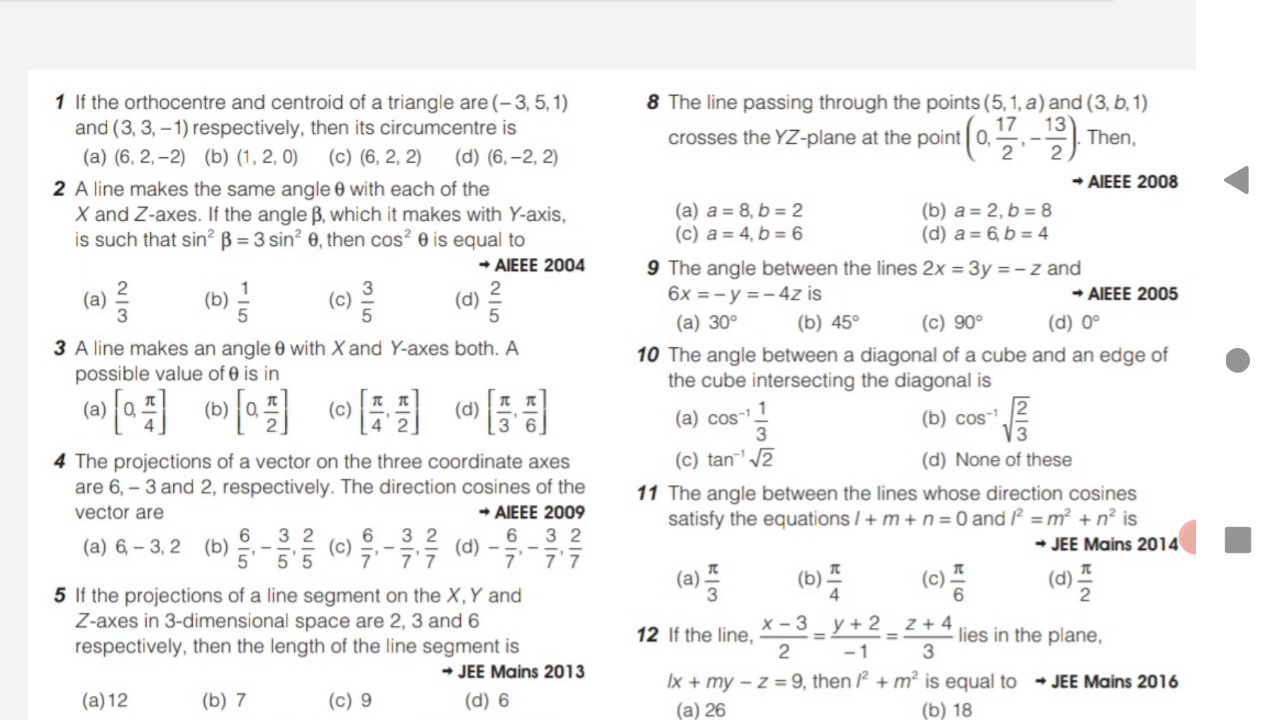 1 If the orthocentre and centroid of a triangle are (− 3, 5, 1)
and (3, 3, − 1) respectively, then its circumcentre is
(a) (6, 2, −2) (b) (1, 2, 0) (c) (6, 2, 2) (d) (6, −2, 2)
2 A line makes the same angle θ with each of the
X and Z-axes. If the angle β, which it makes with Y-axis,
is such that sin² β = 3 sin² θ, then cos² θ is equal to
→ AIEEE 2004
(a) 2/3 (b) 1/5 (c) 3/5 (d) 2/5
3 A line makes an angle θ with X and Y-axes both. A
possible value of θ is in
(a) [0, π/4] (b) [0, π/2] (c) [π/4, π/2] (d) [π/3, π/6]
4 The projections of a vector on the three coordinate axes
are 6, − 3 and 2, respectively. The direction cosines of the
vector are → AIEEE 2009
(a) 6, − 3, 2 (b) 6/5, − 3/5, 2/5 (c) 6/7, − 3/7, 2/7 (d) − 6/7, − 3/7, 2/7
5 If the projections of a line segment on the X, Y and
Z-axes in 3-dimensional space are 2, 3 and 6
respectively, then the length of the line segment is
→ JEE Mains 2013
(a) 12 (b) 7 (c) 9 (d) 6
8 The line passing through the points (5, 1, a) and (3, b, 1)
crosses the YZ-plane at the point (0, 17/2, − 13/2). Then,
→ AIEEE 2008
(a) a = 8, b = 2 (b) a = 2, b = 8
(c) a = 4, b = 6 (d) a = 6, b = 4
9 The angle between the lines 2x = 3y = − z and
6x = − y = − 4z is → AIEEE 2005
(a) 30° (b) 45° (c) 90° (d) 0°
10 The angle between a diagonal of a cube and an edge of
the cube intersecting the diagonal is
(a) cos⁻¹ 1/3 (b) cos⁻¹ √(2/3)
(c) tan⁻¹ √2 (d) None of these
11 The angle between the lines whose direction cosines
satisfy the equations l + m + n = 0 and l² = m² + n² is
→ JEE Mains 2014
(a) π/3 (b) π/4 (c) π/6 (d) π/2
12 If the line, (x − 3)/2 = (y + 2)/−1 = (z + 4)/3 lies in the plane,
lx + my − z = 9, then l² + m² is equal to → JEE Mains 2016
(a) 26 (b) 18